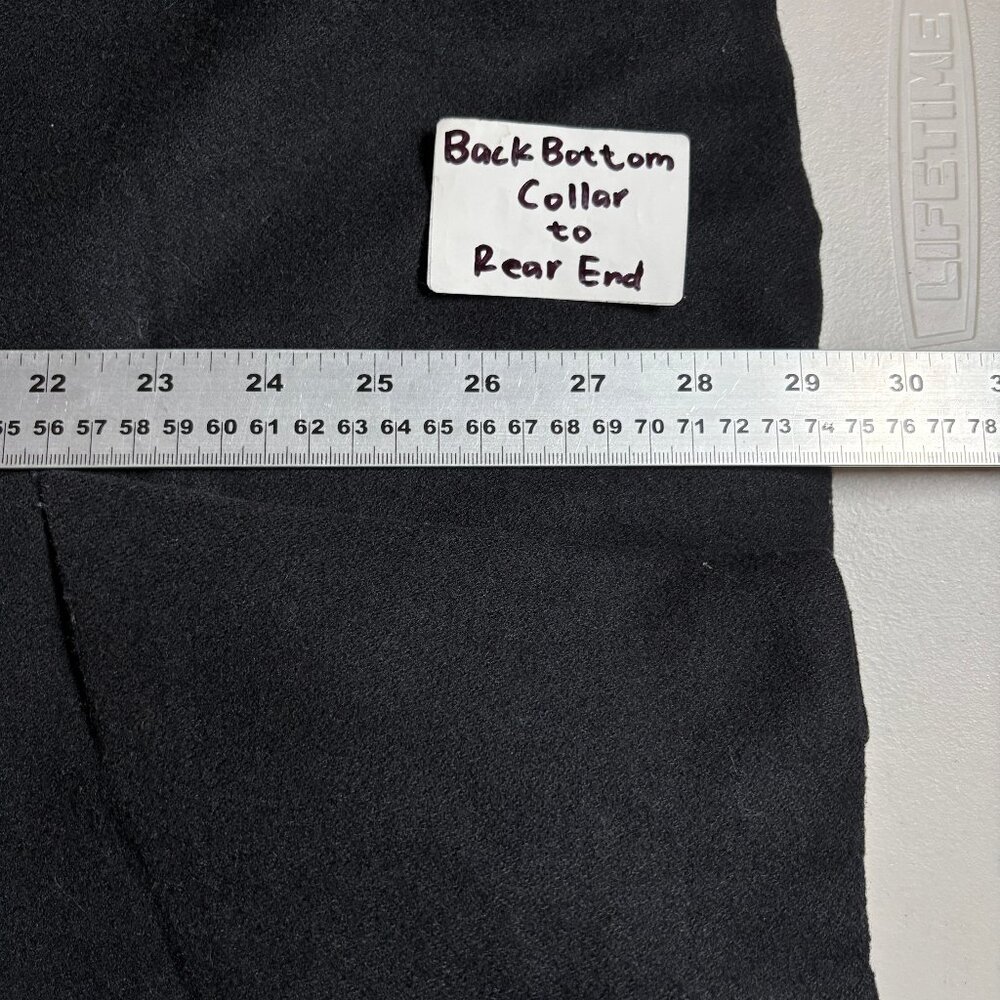 LIFETIME
Back Bottom
Collar
to
Rear End
22 23 24 25 26 27 28 29 30
56 57 58 59 60 61 62 63 64 65 66 67 68 69 70 71 72 73 74 75 76 77 78